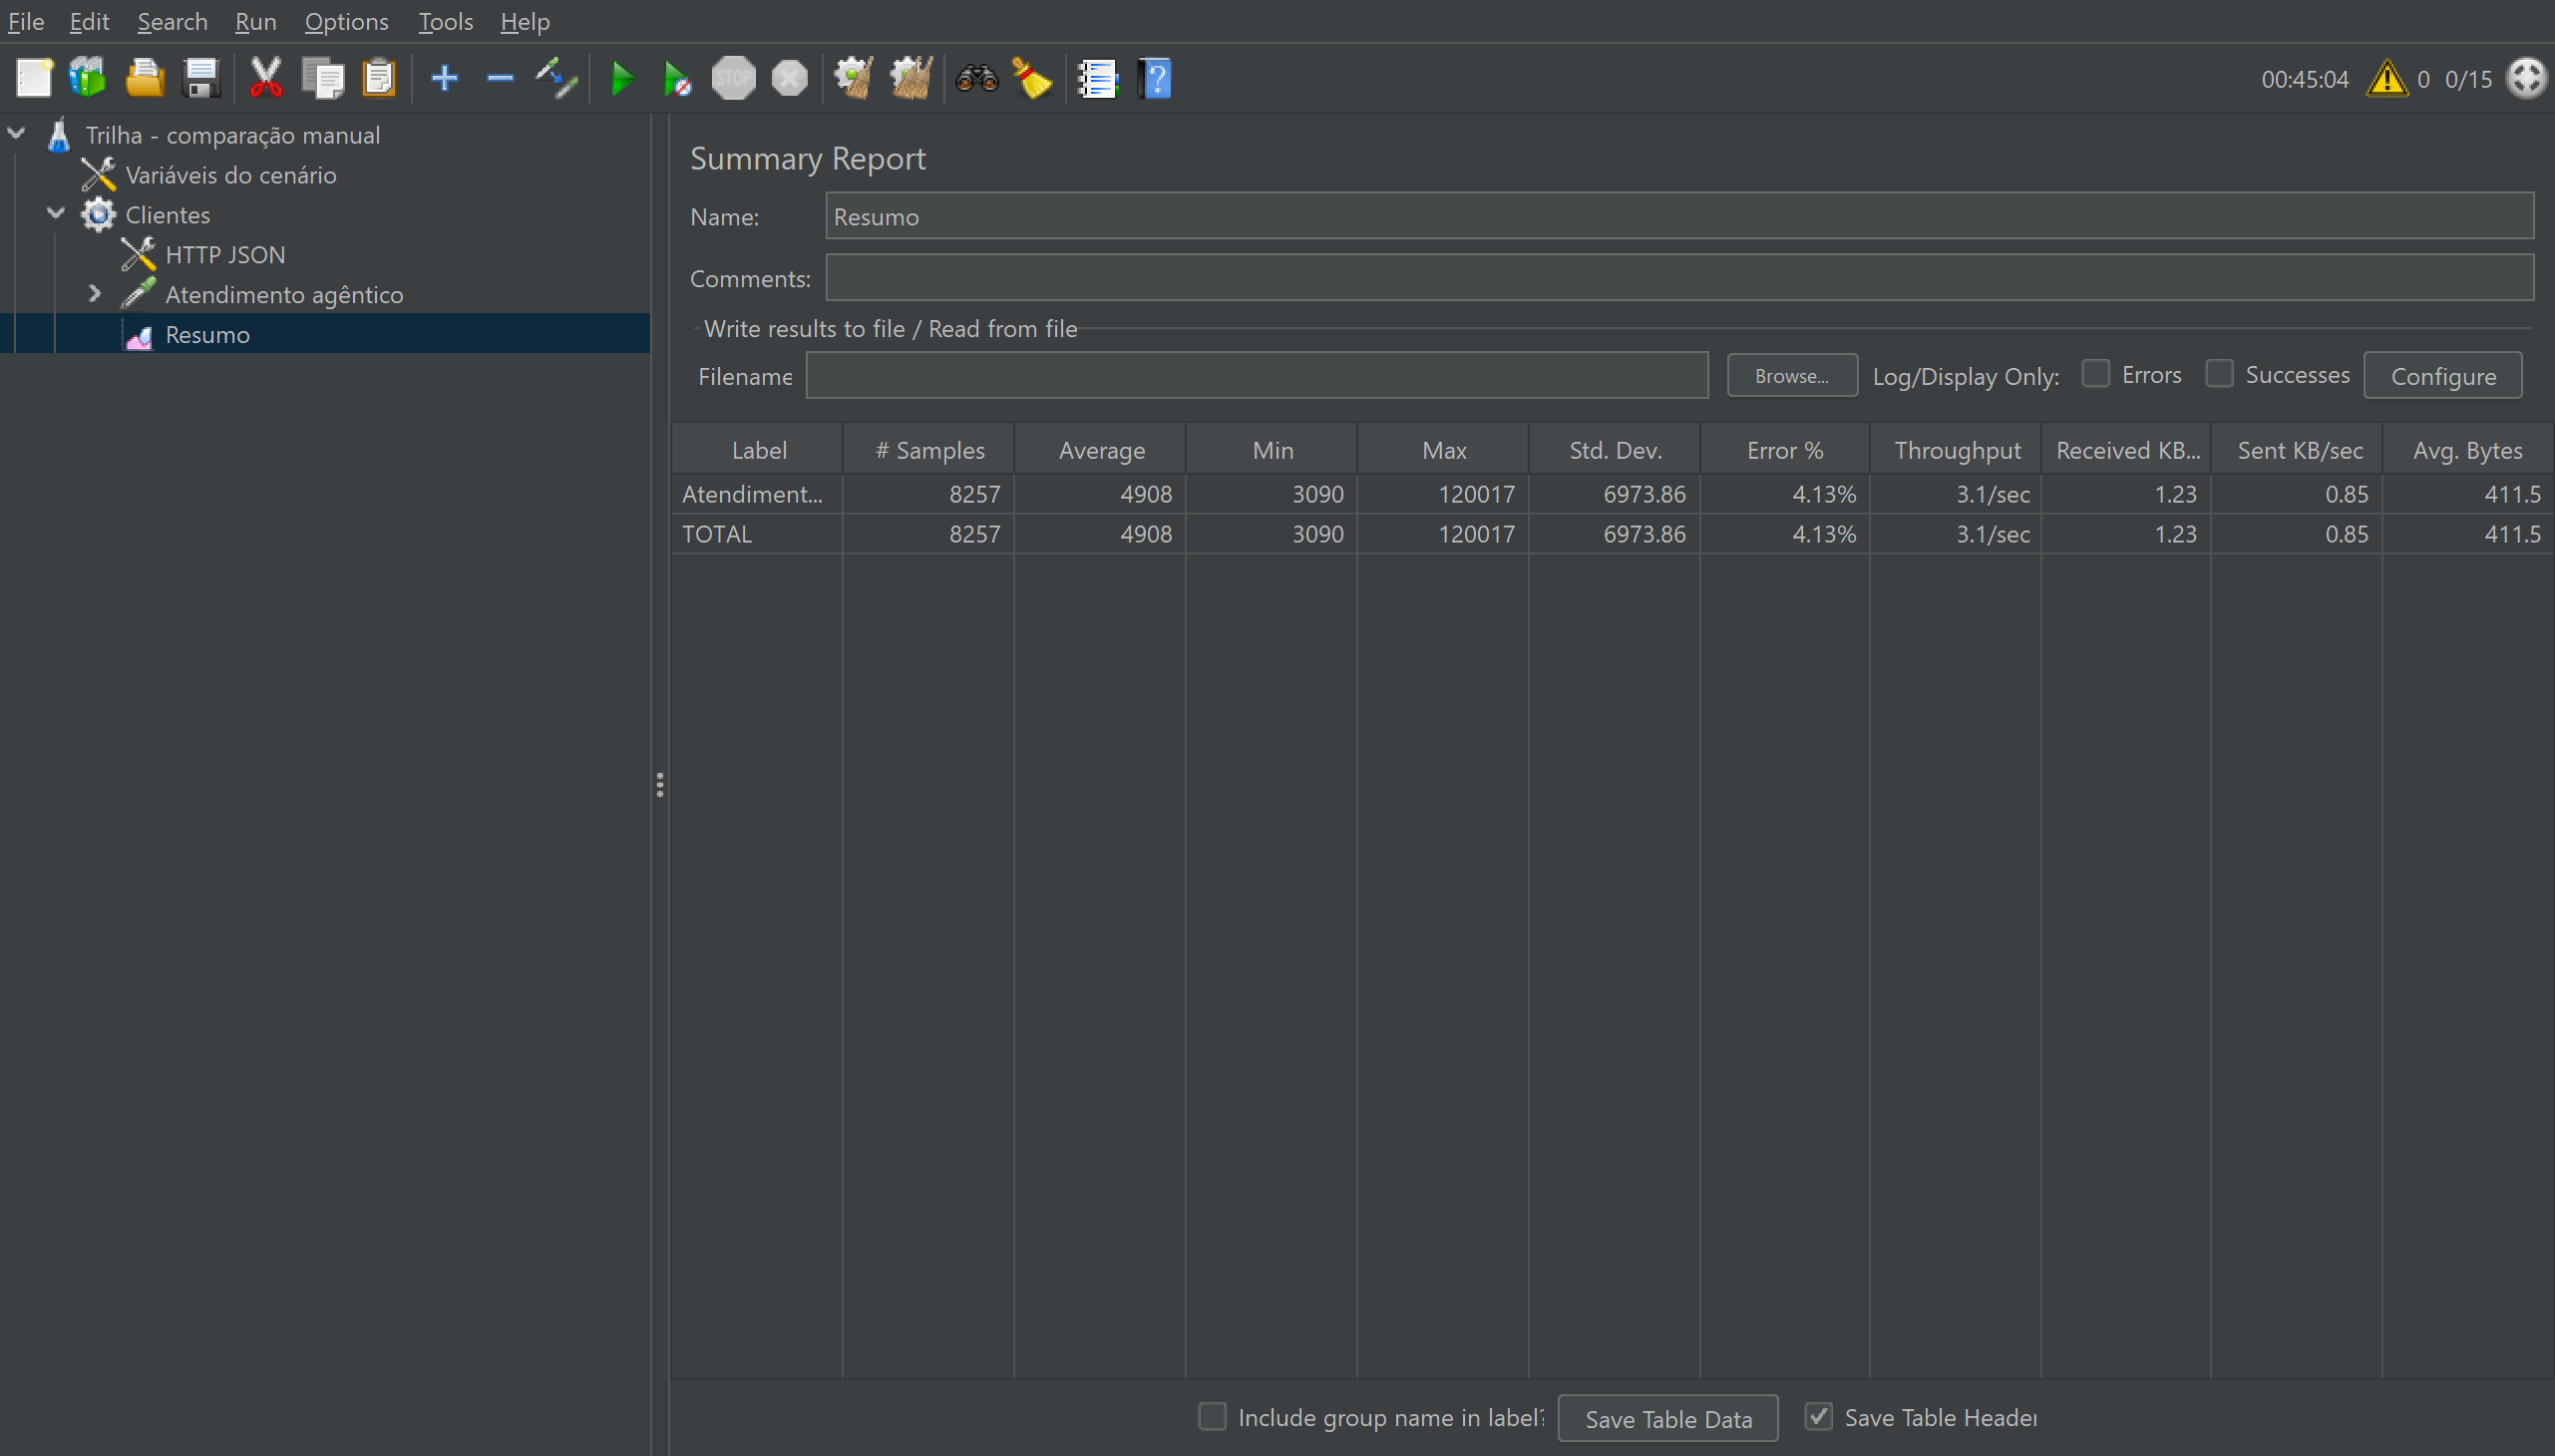 File Edit Search Run Options Tools Help
STOP
00:45:04 0 0/15
Trilha - comparação manual
Variáveis do cenário
Clientes
HTTP JSON
Atendimento agêntico
Resumo
Summary Report
Name: Resumo
Comments:
Write results to file / Read from file
Filename Browse... Log/Display Only: Errors Successes Configure
Label # Samples Average Min Max Std. Dev. Error % Throughput Received KB... Sent KB/sec Avg. Bytes
Atendiment... 8257 4908 3090 120017 6973.86 4.13% 3.1/sec 1.23 0.85 411.5
TOTAL 8257 4908 3090 120017 6973.86 4.13% 3.1/sec 1.23 0.85 411.5
Include group name in label? Save Table Data Save Table Header